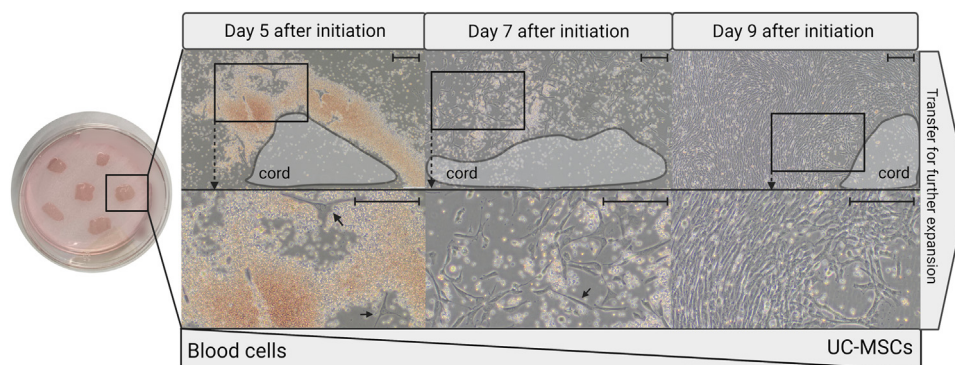 Day 5 after initiation
Day 7 after initiation
Day 9 after initiation
cord
cord
cord
Transfer for further expansion
Blood cells
UC-MSCs